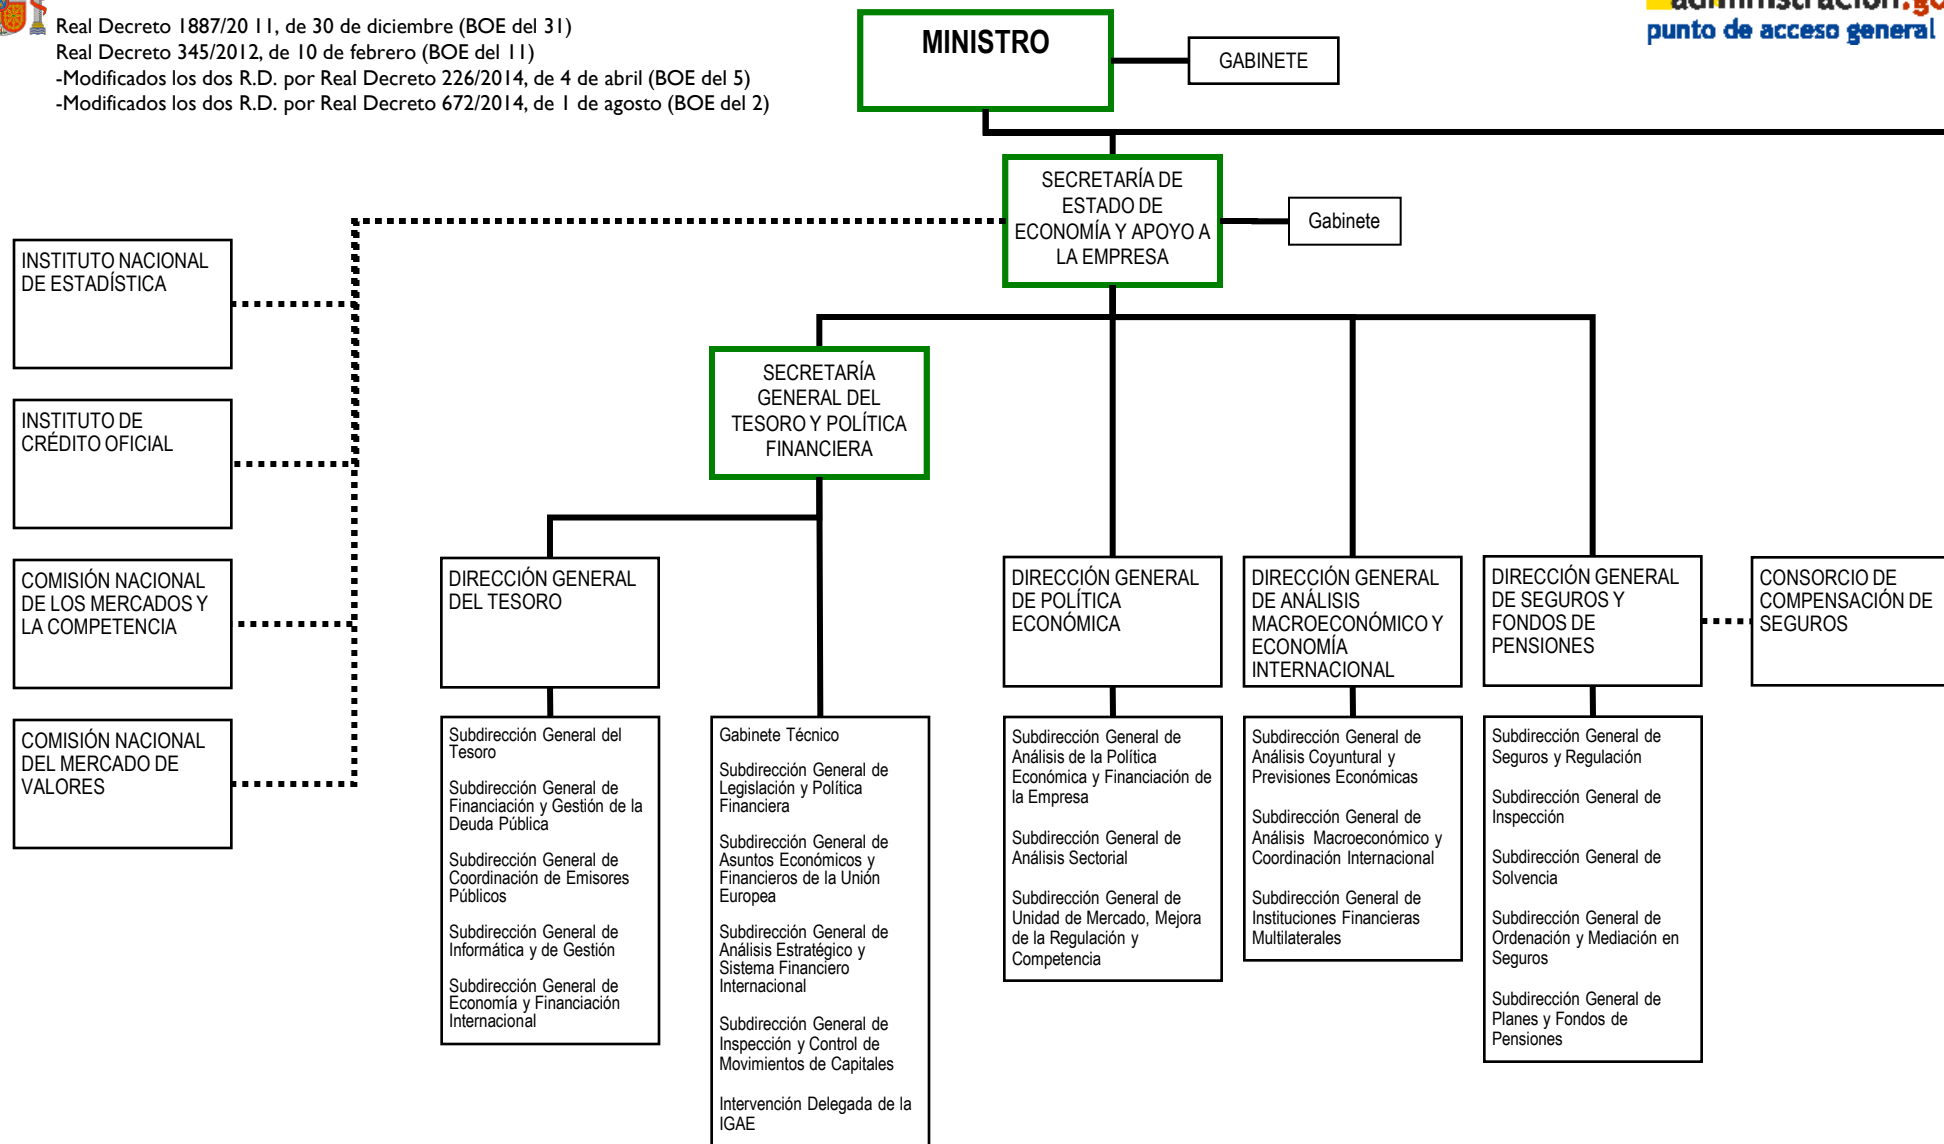 Real Decreto 1887/20 11, de 30 de diciembre (BOE del 31)
Real Decreto 345/2012, de 10 de febrero (BOE del 11)
-Modificados los dos R.D. por Real Decreto 226/2014, de 4 de abril (BOE del 5)
-Modificados los dos R.D. por Real Decreto 672/2014, de 1 de agosto (BOE del 2)
MINISTRO
GABINETE
administración.go
punto de acceso general
SECRETARÍA DE
ESTADO DE
ECONOMÍA Y APOYO A
LA EMPRESA
Gabinete
INSTITUTO NACIONAL
DE ESTADÍSTICA
INSTITUTO DE
CRÉDITO OFICIAL
COMISIÓN NACIONAL
DE LOS MERCADOS Y
LA COMPETENCIA
COMISIÓN NACIONAL
DEL MERCADO DE
VALORES
SECRETARÍA
GENERAL DEL
TESORO Y POLÍTICA
FINANCIERA
DIRECCIÓN GENERAL
DEL TESORO
DIRECCIÓN GENERAL
DE POLÍTICA
ECONÓMICA
DIRECCIÓN GENERAL
DE ANÁLISIS
MACROECONÓMICO Y
ECONOMÍA
INTERNACIONAL
DIRECCIÓN GENERAL
DE SEGUROS Y
FONDOS DE
PENSIONES
CONSORCIO DE
COMPENSACIÓN DE
SEGUROS
Subdirección General del
Tesoro
Subdirección General de
Financiación y Gestión de la
Deuda Pública
Subdirección General de
Coordinación de Emisores
Públicos
Subdirección General de
Informática y de Gestión
Subdirección General de
Economía y Financiación
Internacional
Gabinete Técnico
Subdirección General de
Legislación y Política
Financiera
Subdirección General de
Asuntos Económicos y
Financieros de la Unión
Europea
Subdirección General de
Análisis Estratégico y
Sistema Financiero
Internacional
Subdirección General de
Inspección y Control de
Movimientos de Capitales
Intervención Delegada de la
IGAE
Subdirección General de
Análisis de la Política
Económica y Financiación de
la Empresa
Subdirección General de
Análisis Sectorial
Subdirección General de
Unidad de Mercado, Mejora
de la Regulación y
Competencia
Subdirección General de
Análisis Coyuntural y
Previsiones Económicas
Subdirección General de
Análisis Macroeconómico y
Coordinación Internacional
Subdirección General de
Instituciones Financieras
Multilaterales
Subdirección General de
Seguros y Regulación
Subdirección General de
Inspección
Subdirección General de
Solvencia
Subdirección General de
Ordenación y Mediación en
Seguros
Subdirección General de
Planes y Fondos de
Pensiones